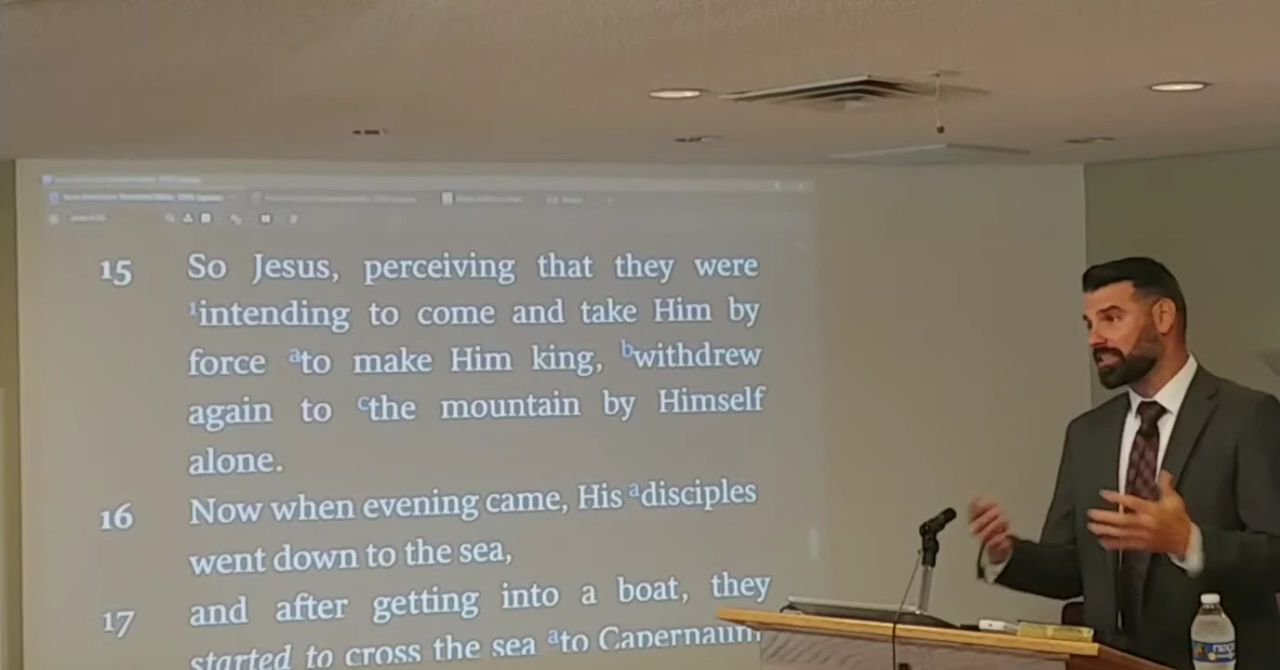 15 So Jesus, perceiving that they were
1intending to come and take Him by
force ato make Him king, bwithdrew
again to cthe mountain by Himself
alone.
16 Now when evening came, His adisciples
went down to the sea,
17 and after getting into a boat, they
started to cross the sea ato Capernaum